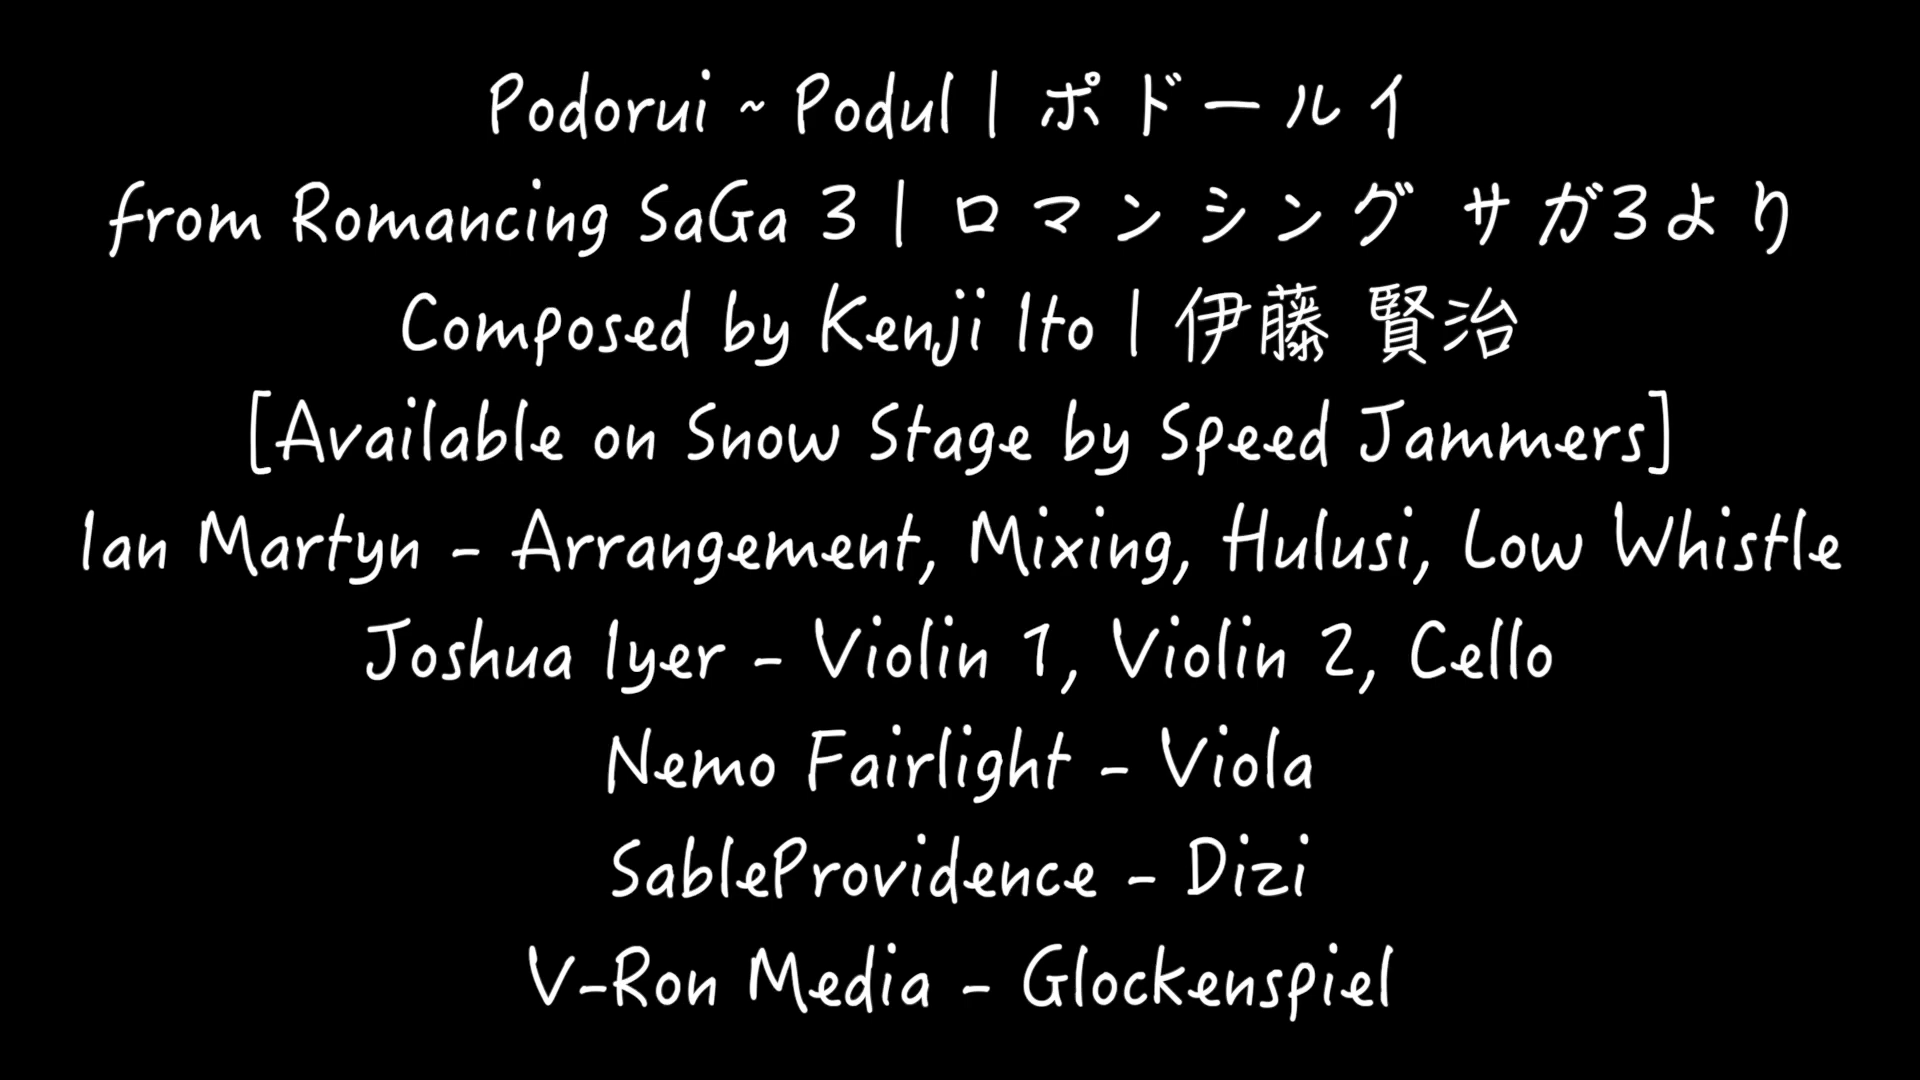 Podorui ~ Podul | ポドールイ
from Romancing SaGa 3 | ロマンシング サガ3より
Composed by Kenji Ito | 伊藤 賢治
[Available on Snow Stage by Speed Jammers]
Ian Martyn - Arrangement, Mixing, Hulusi, Low Whistle
Joshua Iyer - Violin 1, Violin 2, Cello
Nemo Fairlight - Viola
SableProvidence - Dizi
V-Ron Media - Glockenspiel